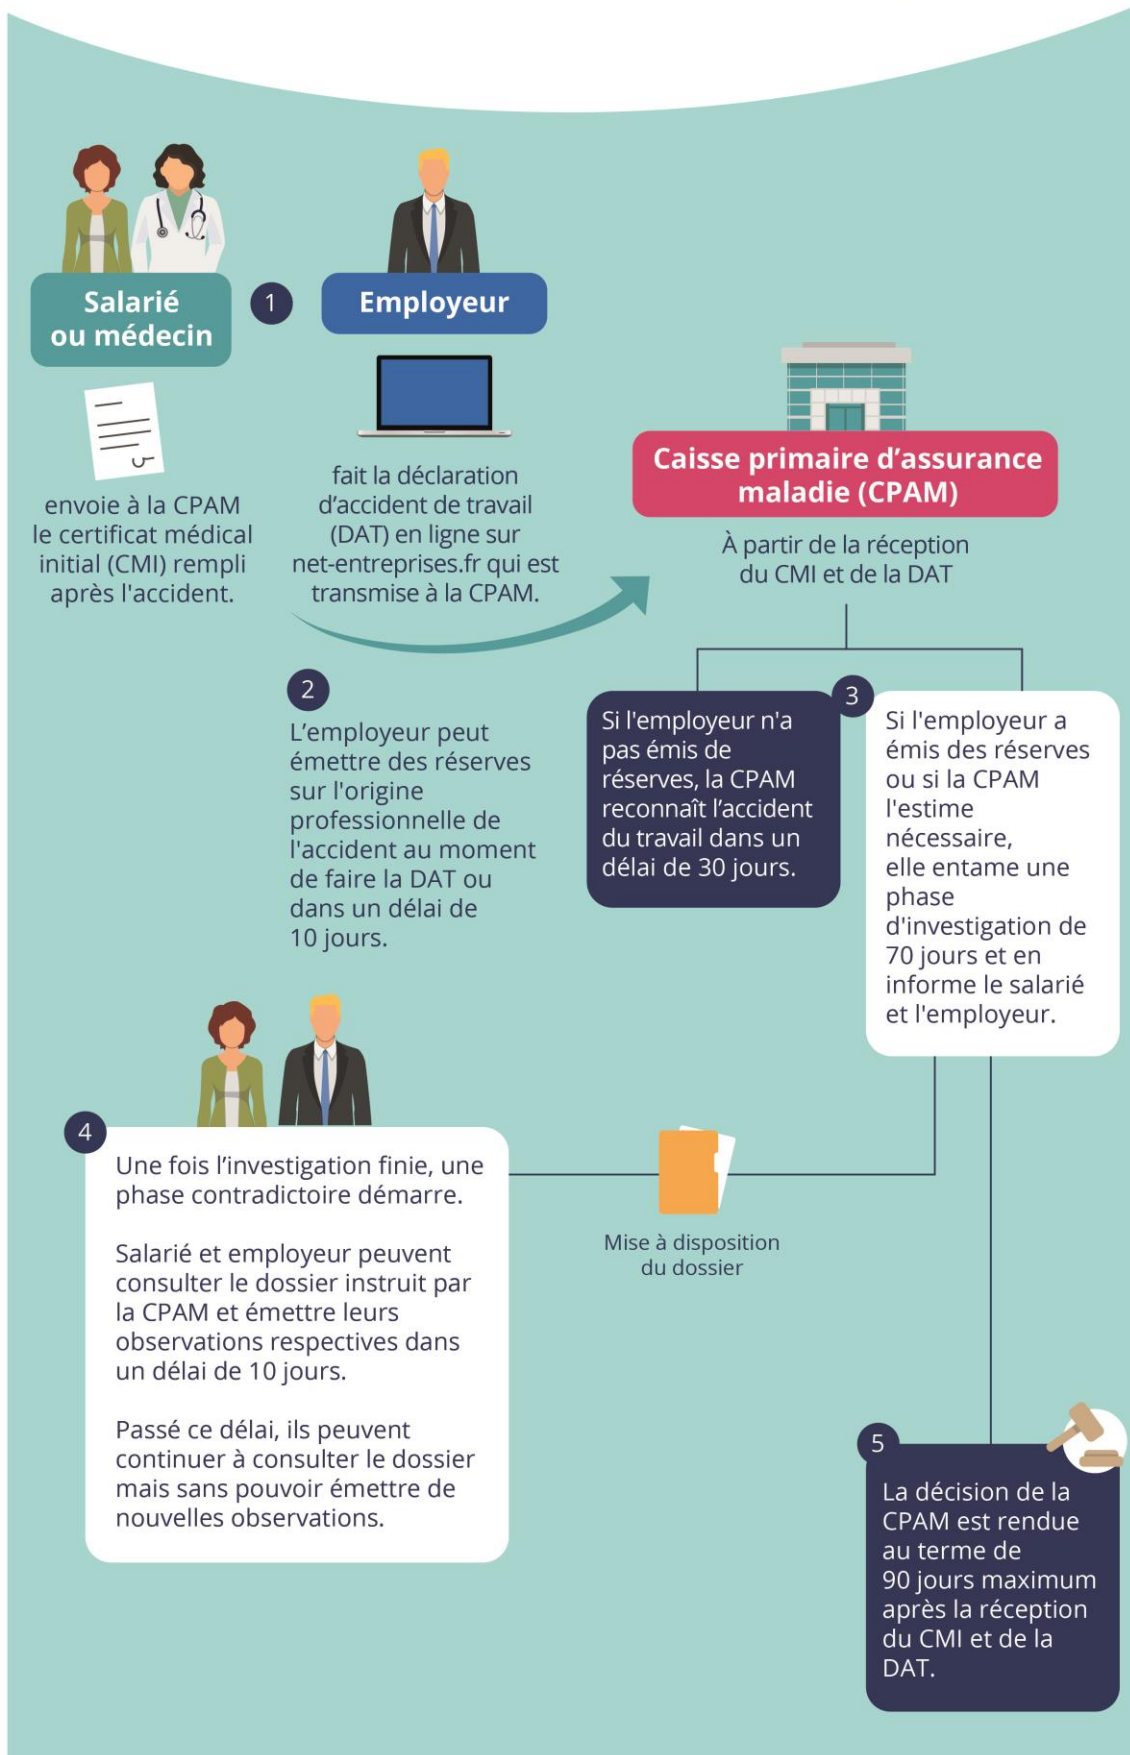 Salarié
ou médecin
1
Employeur
envoie à la CPAM
le certificat médical
initial (CMI) rempli
après l'accident.
fait la déclaration
d’accident de travail
(DAT) en ligne sur
net-entreprises.fr qui est
transmise à la CPAM.
Caisse primaire d’assurance
maladie (CPAM)
À partir de la réception
du CMI et de la DAT
2
L’employeur peut
émettre des réserves
sur l'origine
professionnelle de
l'accident au moment
de faire la DAT ou
dans un délai de
10 jours.
Si l'employeur n'a
pas émis de
réserves, la CPAM
reconnaît l’accident
du travail dans un
délai de 30 jours.
3
Si l'employeur a
émis des réserves
ou si la CPAM
l'estime
nécessaire,
elle entame une
phase
d'investigation de
70 jours et en
informe le salarié
et l'employeur.
4
Une fois l’investigation finie, une
phase contradictoire démarre.
Salarié et employeur peuvent
consulter le dossier instruit par
la CPAM et émettre leurs
observations respectives dans
un délai de 10 jours.
Passé ce délai, ils peuvent
continuer à consulter le dossier
mais sans pouvoir émettre de
nouvelles observations.
Mise à disposition
du dossier
5
La décision de la
CPAM est rendue
au terme de
90 jours maximum
après la réception
du CMI et de la
DAT.